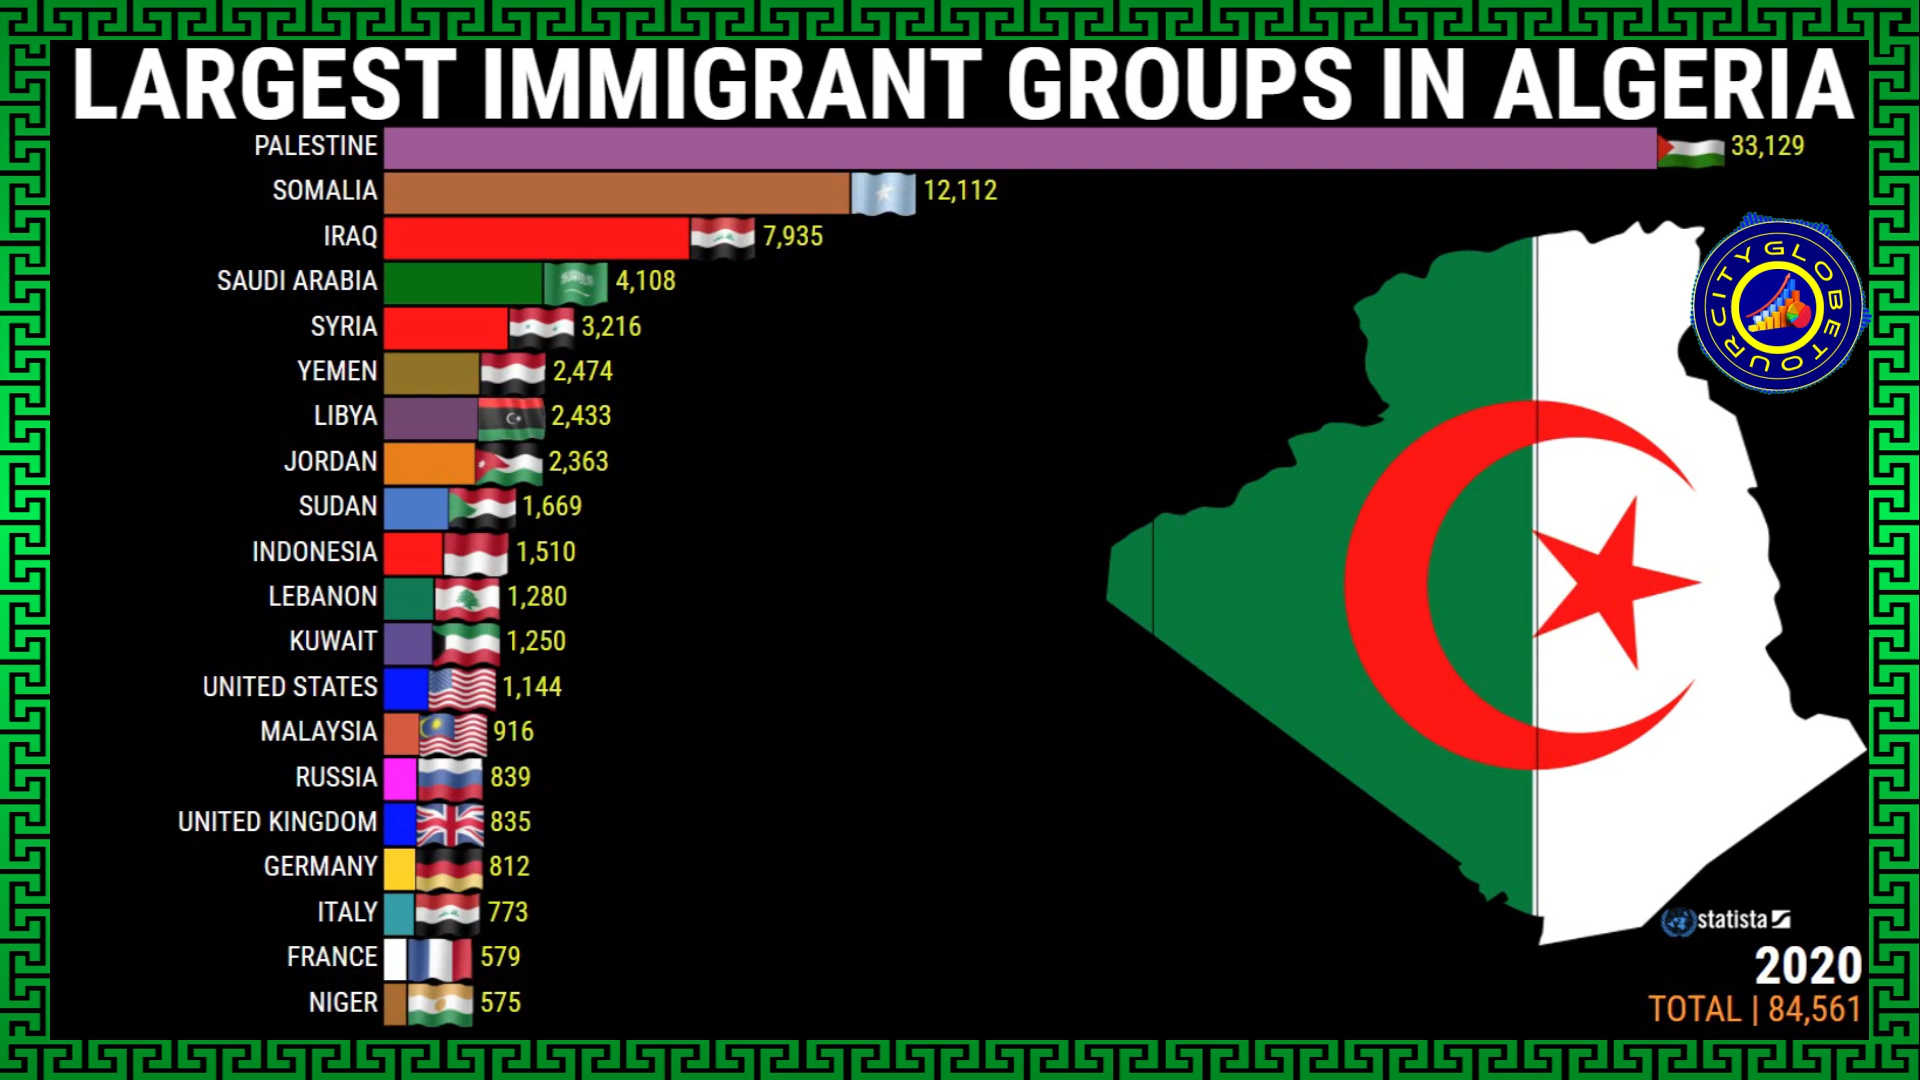 LARGEST IMMIGRANT GROUPS IN ALGERIA
PALESTINE 33,129
SOMALIA 12,112
IRAQ 7,935
SAUDI ARABIA 4,108
SYRIA 3,216
YEMEN 2,474
LIBYA 2,433
JORDAN 2,363
SUDAN 1,669
INDONESIA 1,510
LEBANON 1,280
KUWAIT 1,250
UNITED STATES 1,144
MALAYSIA 916
RUSSIA 839
UNITED KINGDOM 835
GERMANY 812
ITALY 773
FRANCE 579
NIGER 575
CITYGLOBETOUR
statista
2020
TOTAL | 84,561